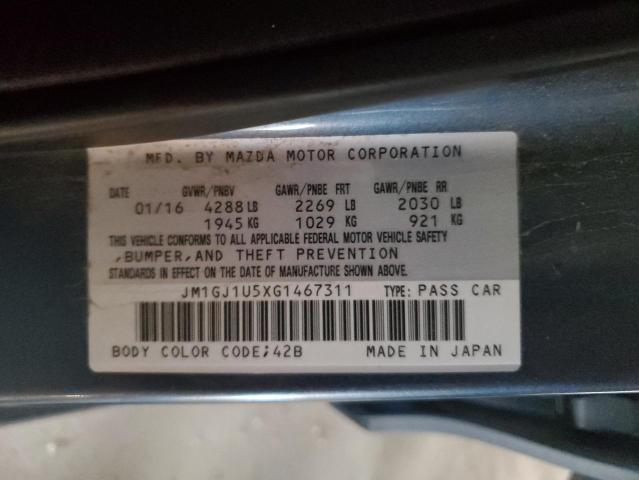 MFD. BY MAZDA MOTOR CORPORATION
DATE GVWR/PNBV GAWR/PNBE FRT GAWR/PNBE RR
01/16 4288 LB 2269 LB 2030 LB
1945 KG 1029 KG 921 KG
THIS VEHICLE CONFORMS TO ALL APPLICABLE FEDERAL MOTOR VEHICLE SAFETY
,BUMPER,AND THEFT PREVENTION
STANDARDS IN EFFECT ON THE DATE OF MANUFACTURE SHOWN ABOVE.
JM1GJ1U5XG1467311 TYPE: PASS CAR
BODY COLOR CODE;42B MADE IN JAPAN